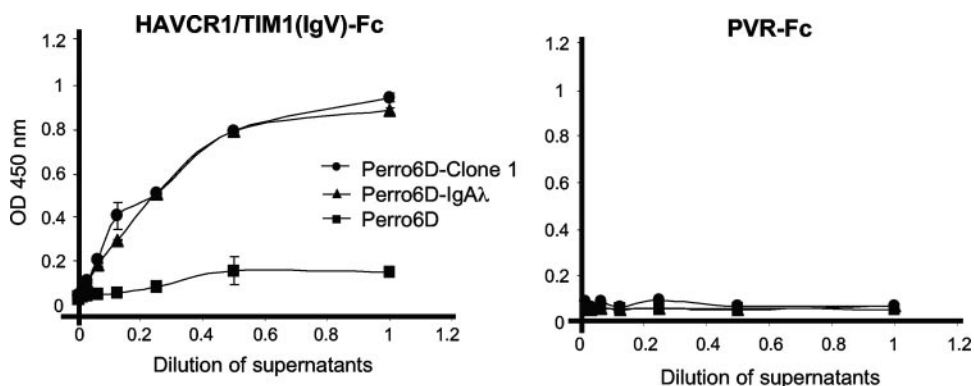 HAVCR1/TIM1(IgV)-Fc
1.2
1
0.8
0.6
0.4
0.2
0
OD 450 nm
Perro6D-Clone 1
Perro6D-IgAλ
Perro6D
0 0.2 0.4 0.6 0.8 1 1.2
Dilution of supernatants
PVR-Fc
1.2
1
0.8
0.6
0.4
0.2
0
0 0.2 0.4 0.6 0.8 1 1.2
Dilution of supernatants